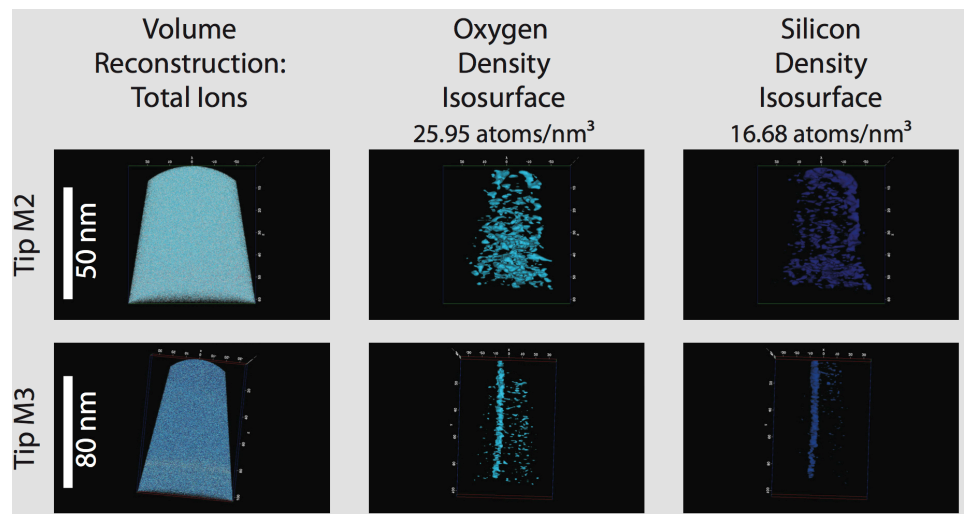 Volume
Reconstruction:
Total Ions
Oxygen
Density
Isosurface
25.95 atoms/nm³
Silicon
Density
Isosurface
16.68 atoms/nm³
Tip M2
50 nm
Tip M3
80 nm